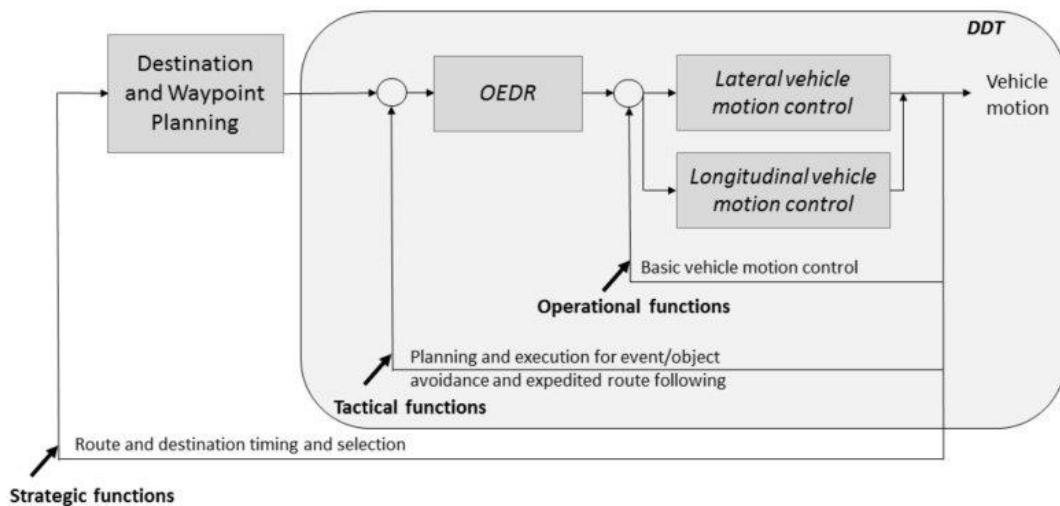 DDT
Destination
and Waypoint
Planning
OEDR
Lateral vehicle
motion control
Vehicle
motion
Longitudinal vehicle
motion control
Basic vehicle motion control
Operational functions
Planning and execution for event/object
avoidance and expedited route following
Tactical functions
Route and destination timing and selection
Strategic functions